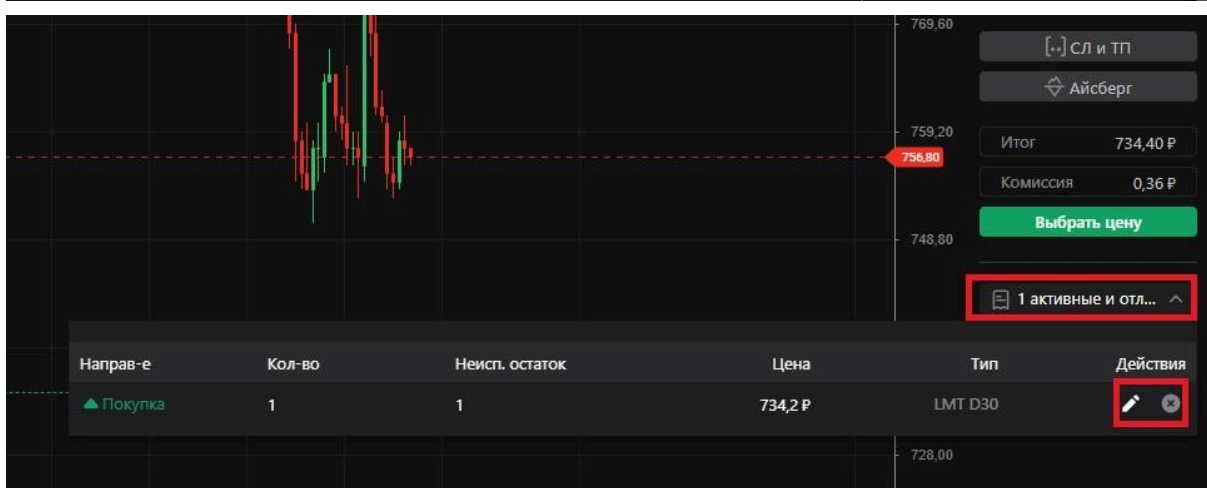 769,60
СЛ и ТП
Айсберг
759,20
Итог 734,40 ₽
756,80
Комиссия 0,36 ₽
Выбрать цену
748,80
1 активные и отл...
Направ-е Кол-во Неисп. остаток Цена Тип Действия
Покупка 1 1 734,2 ₽ LMT D30
728,00